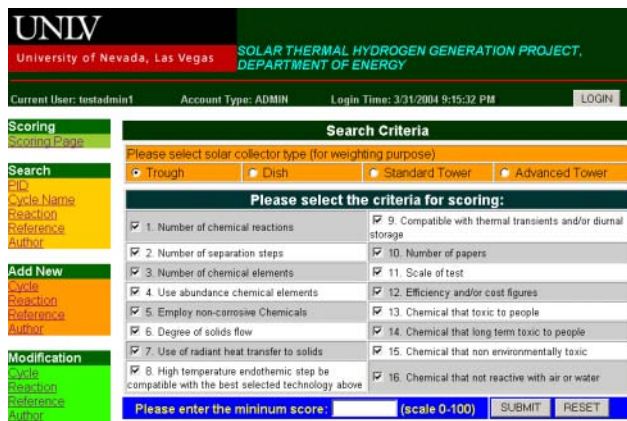 UNLV
University of Nevada, Las Vegas
SOLAR THERMAL HYDROGEN GENERATION PROJECT,
DEPARTMENT OF ENERGY
Current User: testadmin1 Account Type: ADMIN Login Time: 3/31/2004 9:15:32 PM LOGIN
Scoring
Scoring Page
Search
PID
Cycle Name
Reaction
Reference
Author
Add New
Cycle
Reaction
Reference
Author
Modification
Cycle
Reaction
Reference
Author
Search Criteria
Please select solar collector type (for weighting purpose)
Trough Dish Standard Tower Advanced Tower
Please select the criteria for scoring:
1. Number of chemical reactions
2. Number of separation steps
3. Number of chemical elements
4. Use abundance chemical elements
5. Employ non-corrosive Chemicals
6. Degree of solids flow
7. Use of radiant heat transfer to solids
8. High temperature endothemic step be
compatible with the best selected technology above
9. Compatible with thermal transients and/or diurnal
storage
10. Number of papers
11. Scale of test
12. Efficiency and/or cost figures
13. Chemical that toxic to people
14. Chemical that long term toxic to people
15. Chemical that non environmentally toxic
16. Chemical that not reactive with air or water
Please enter the mininum score: (scale 0-100) SUBMIT RESET